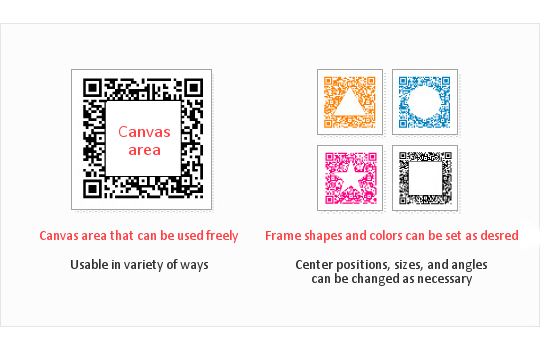 Canvas
area
Canvas area that can be used freely
Usable in variety of ways
Frame shapes and colors can be set as desred
Center positions, sizes, and angles
can be changed as necessary